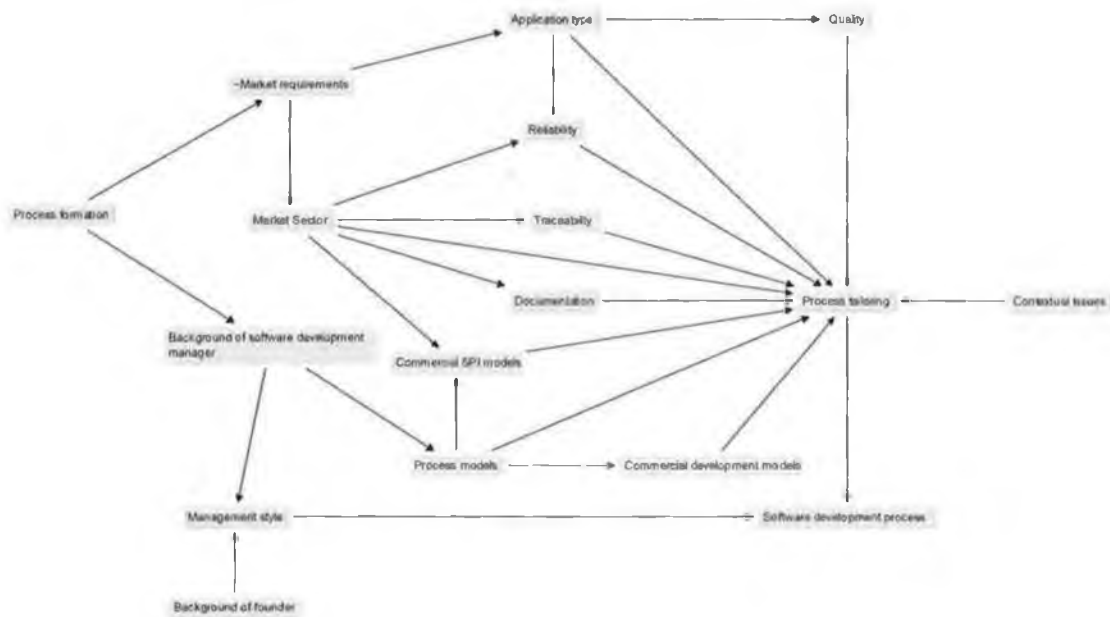 Application type
Quality
~Market requirements
Reliability
Process formation
Market Sector
Traceability
Documentation
Process tailoring
Contextual issues
Background of software development
manager
Commercial SPI models
Process models
Commercial development models
Management style
Software development process
Background of founder